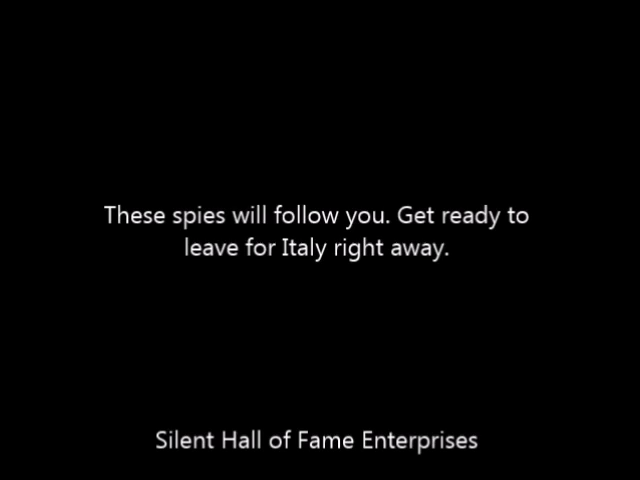 These spies will follow you. Get ready to
leave for Italy right away.
Silent Hall of Fame Enterprises